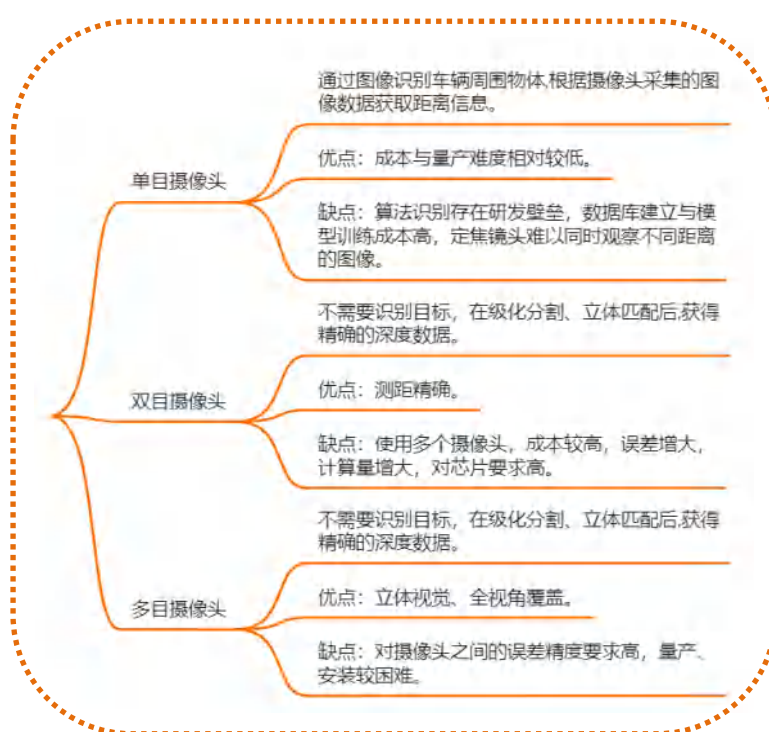 通过图像识别车辆周围物体,根据摄像头采集的图
像数据获取距离信息。
单目摄像头
优点：成本与量产难度相对较低。
缺点：算法识别存在研发壁垒，数据库建立与模
型训练成本高，定焦镜头难以同时观察不同距离
的图像。
不需要识别目标，在级化分割、立体匹配后,获得
精确的深度数据。
双目摄像头
优点：测距精确。
缺点：使用多个摄像头，成本较高，误差增大，
计算量增大，对芯片要求高。
不需要识别目标，在级化分割、立体匹配后,获得
精确的深度数据。
多目摄像头
优点：立体视觉、全视角覆盖。
缺点：对摄像头之间的误差精度要求高，量产、
安装较困难。